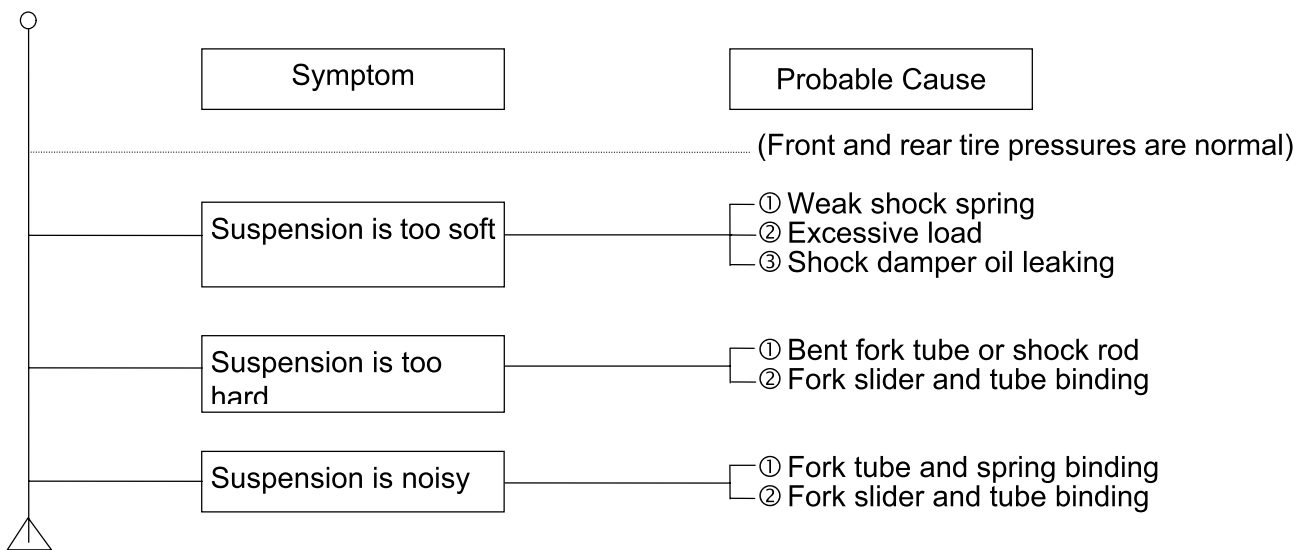 Symptom
Probable Cause
(Front and rear tire pressures are normal)
Suspension is too soft
① Weak shock spring
② Excessive load
③ Shock damper oil leaking
Suspension is too
hard
① Bent fork tube or shock rod
② Fork slider and tube binding
Suspension is noisy
① Fork tube and spring binding
② Fork slider and tube binding